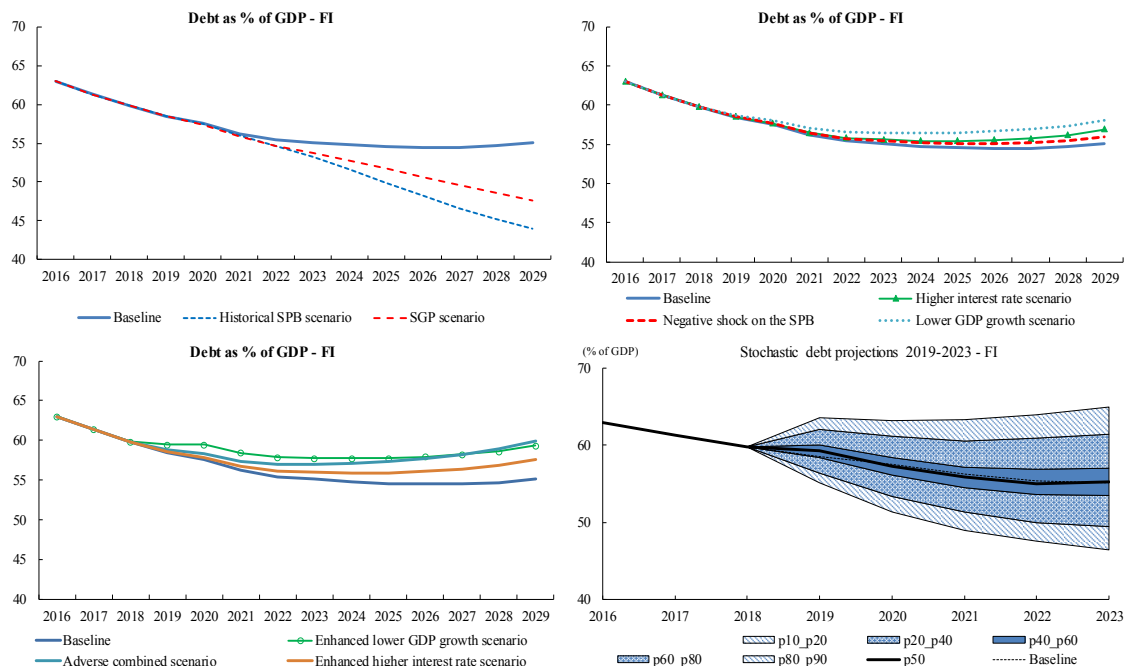 Debt as % of GDP - FI
70
65
60
55
50
45
40
2016 2017 2018 2019 2020 2021 2022 2023 2024 2025 2026 2027 2028 2029
Baseline Historical SPB scenario SGP scenario
Debt as % of GDP - FI
70
65
60
55
50
45
40
2016 2017 2018 2019 2020 2021 2022 2023 2024 2025 2026 2027 2028 2029
Baseline Higher interest rate scenario
Negative shock on the SPB Lower GDP growth scenario
Debt as % of GDP - FI
70
65
60
55
50
45
40
2016 2017 2018 2019 2020 2021 2022 2023 2024 2025 2026 2027 2028 2029
Baseline Enhanced lower GDP growth scenario
Adverse combined scenario Enhanced higher interest rate scenario
(% of GDP) Stochastic debt projections 2019-2023 - FI
70
60
50
40
2016 2017 2018 2019 2020 2021 2022 2023
p10_p20 p20_p40 p40_p60
p60_p80 p80_p90 p50 Baseline